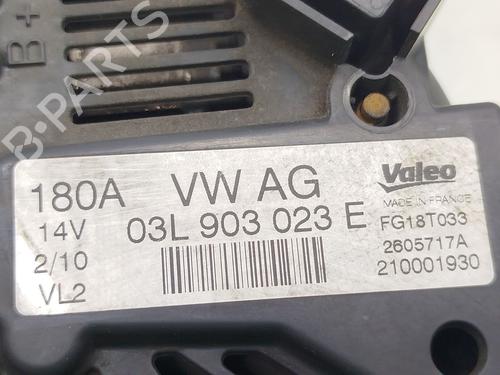 B+
B-PARTS
180A VW AG Valeo
MADE IN FRANCE
14V 03L 903 023 E FG18T033
2/10 2605717A
VL2 210001930